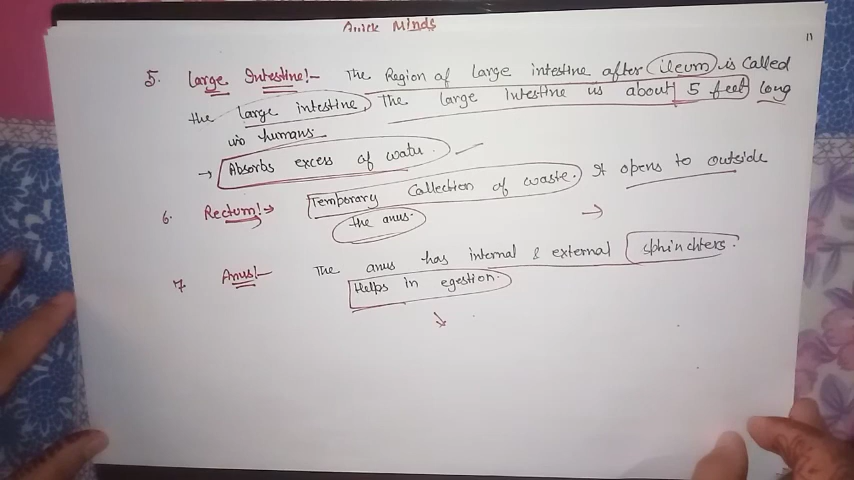 Quick Minds
11
5. Large Intestine!- The Region of large intestine after ileum is called
the large intestine, The large Intestine is about 5 feet long
in humans
→ Absorbs excess of water.
6. Rectum!→ Temporary Collection of waste. It opens to outside
the anus.
7. Anus!- The anus has internal & external sphinchters.
Helps in egestion.